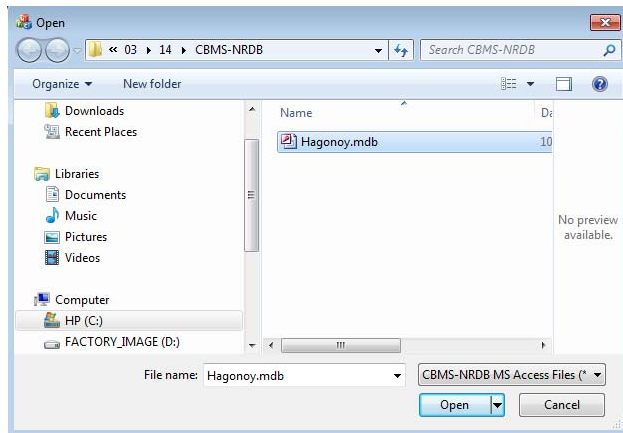 Open
« 03 ▸ 14 ▸ CBMS-NRDB
Search CBMS-NRDB
Organize
New folder
Downloads
Recent Places
Libraries
Documents
Music
Pictures
Videos
Computer
HP (C:)
FACTORY_IMAGE (D:)
Name
Da
Hagonoy.mdb
10
No preview
available.
File name: Hagonoy.mdb
CBMS-NRDB MS Access Files (*
Open
Cancel